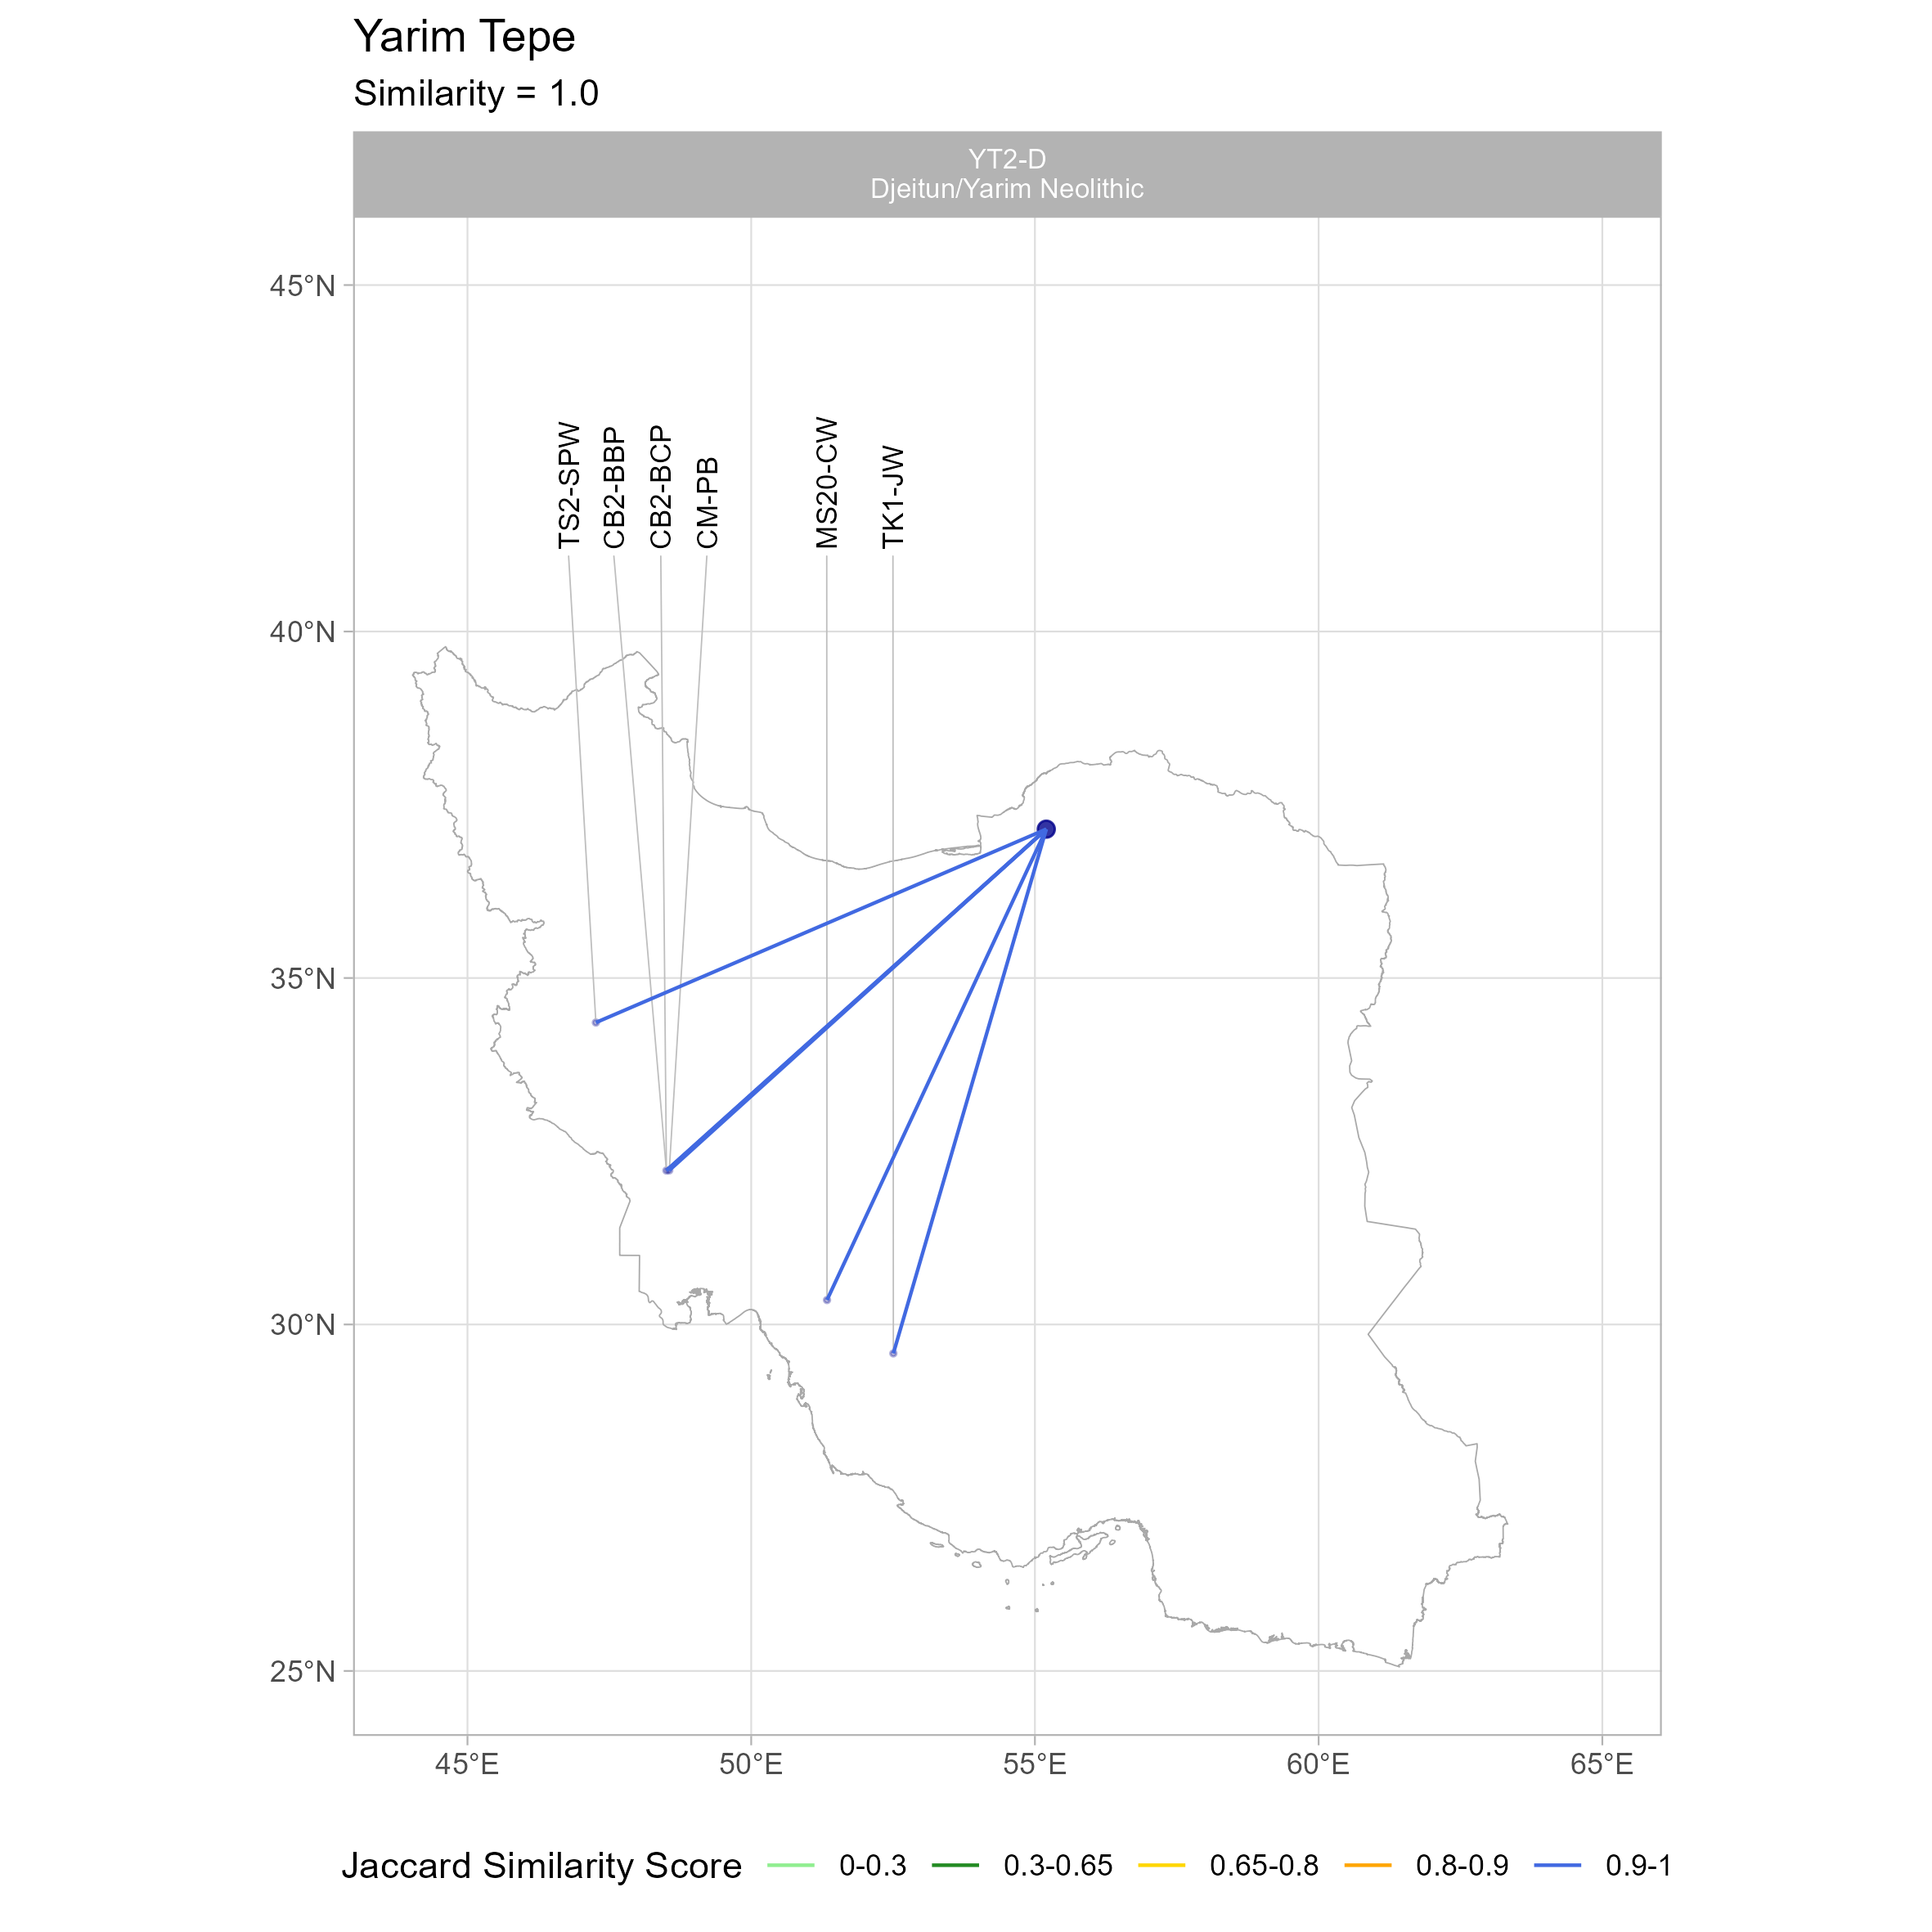 Yarim Tepe
Similarity = 1.0
YT2-D
Djeitun/Yarim Neolithic
45°N
40°N
35°N
30°N
25°N
TS2-SPW
CB2-BBP
CB2-BCP
CM-PB
MS20-CW
TK1-JW
45°E 50°E 55°E 60°E 65°E
Jaccard Similarity Score 0-0.3 0.3-0.65 0.65-0.8 0.8-0.9 0.9-1